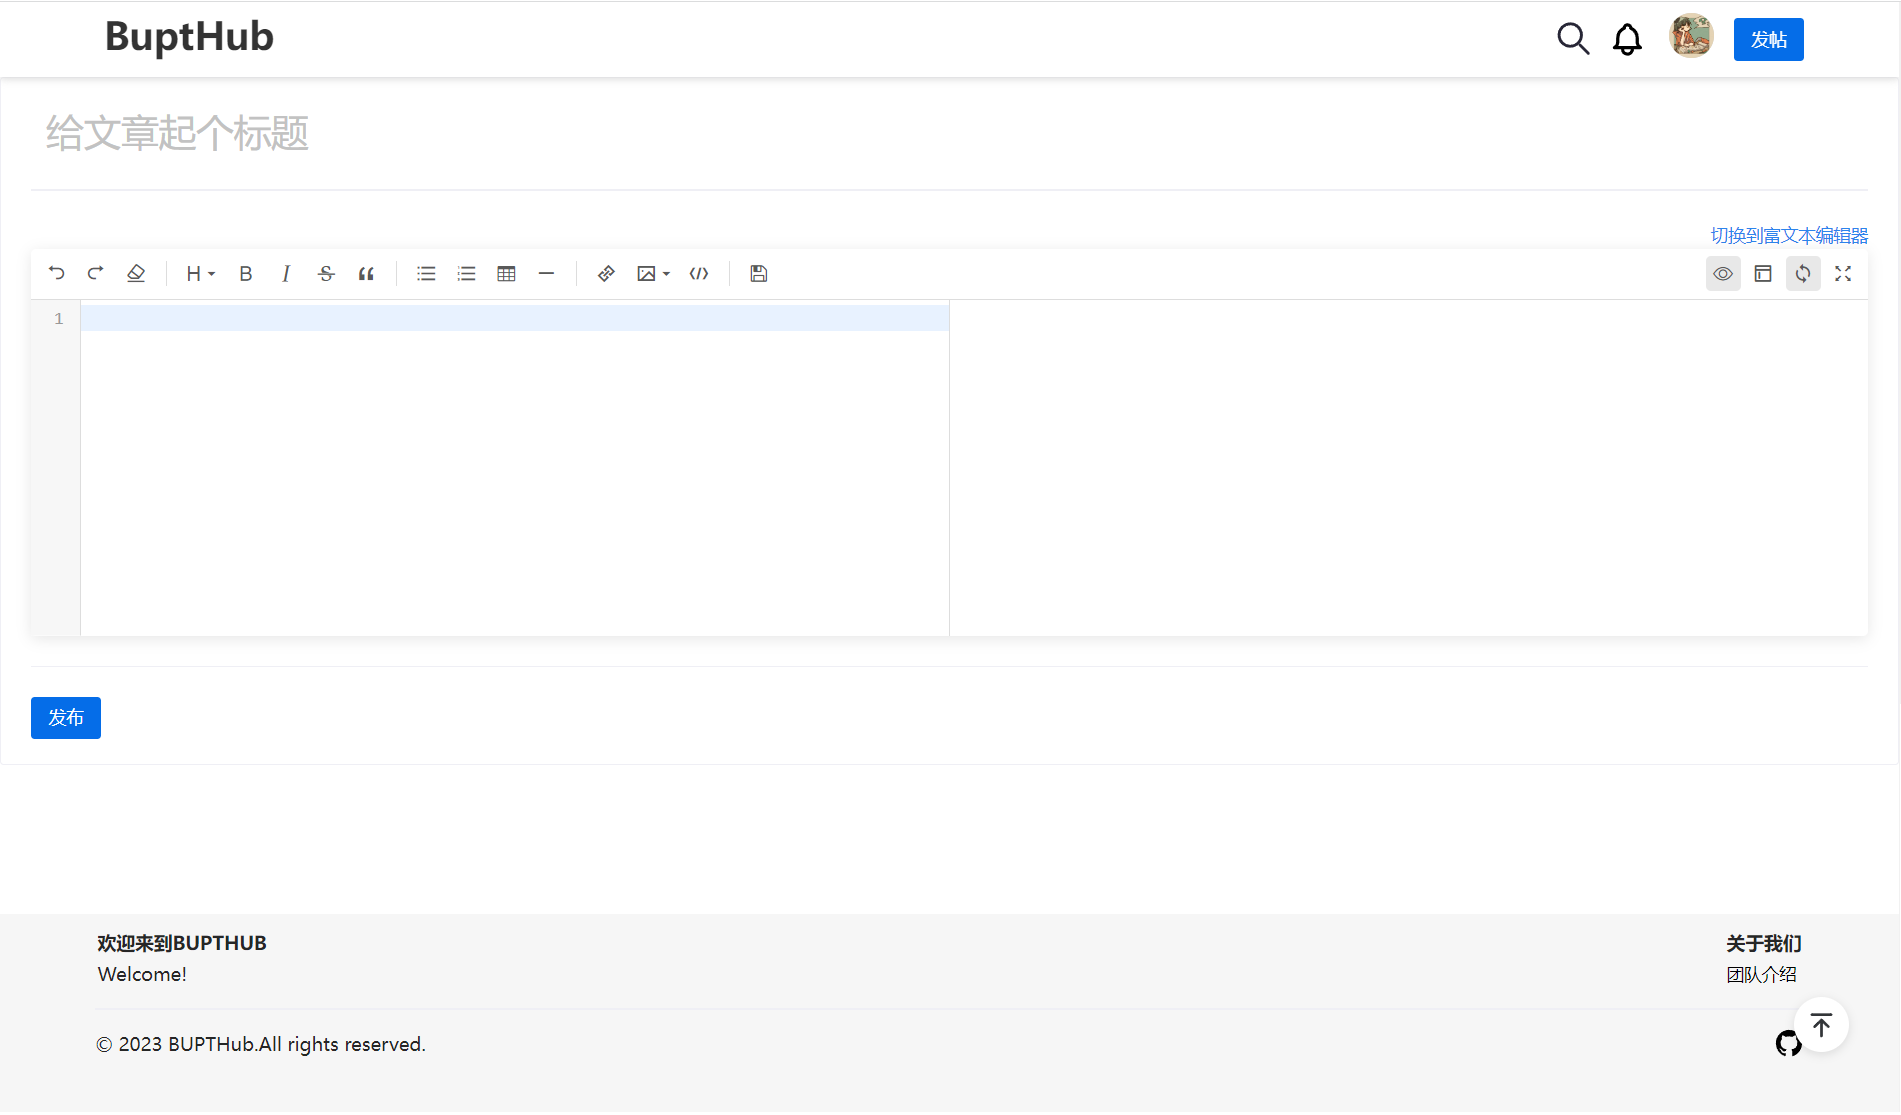 BuptHub
发帖
给文章起个标题
切换到富文本编辑器
H B I S
1
发布
欢迎来到BUPTHUB
Welcome!
关于我们
团队介绍
© 2023 BUPTHub.All rights reserved.